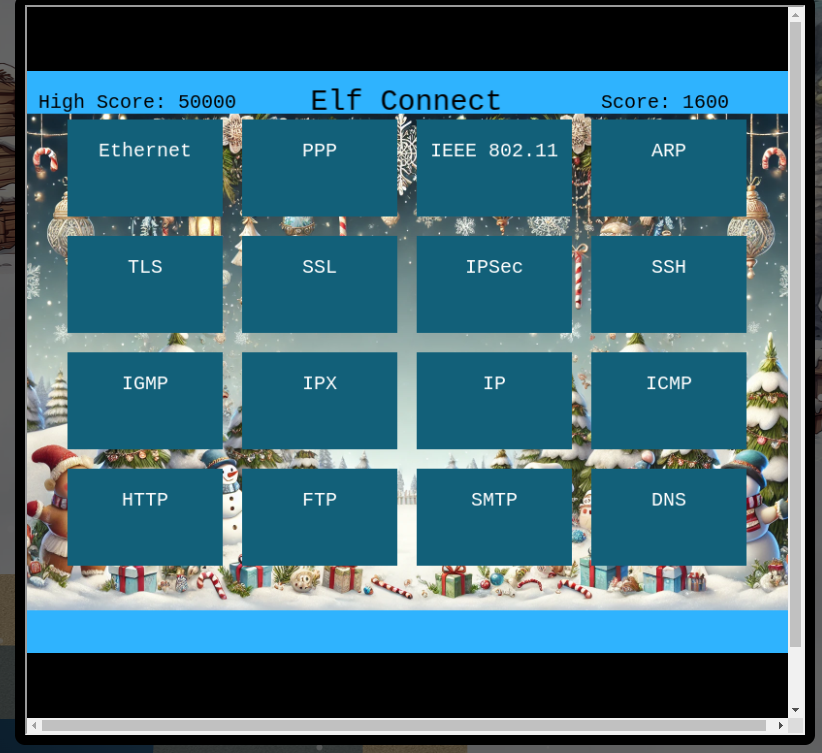 High Score: 50000 Elf Connect Score: 1600
Ethernet PPP IEEE 802.11 ARP
TLS SSL IPSec SSH
IGMP IPX IP ICMP
HTTP FTP SMTP DNS